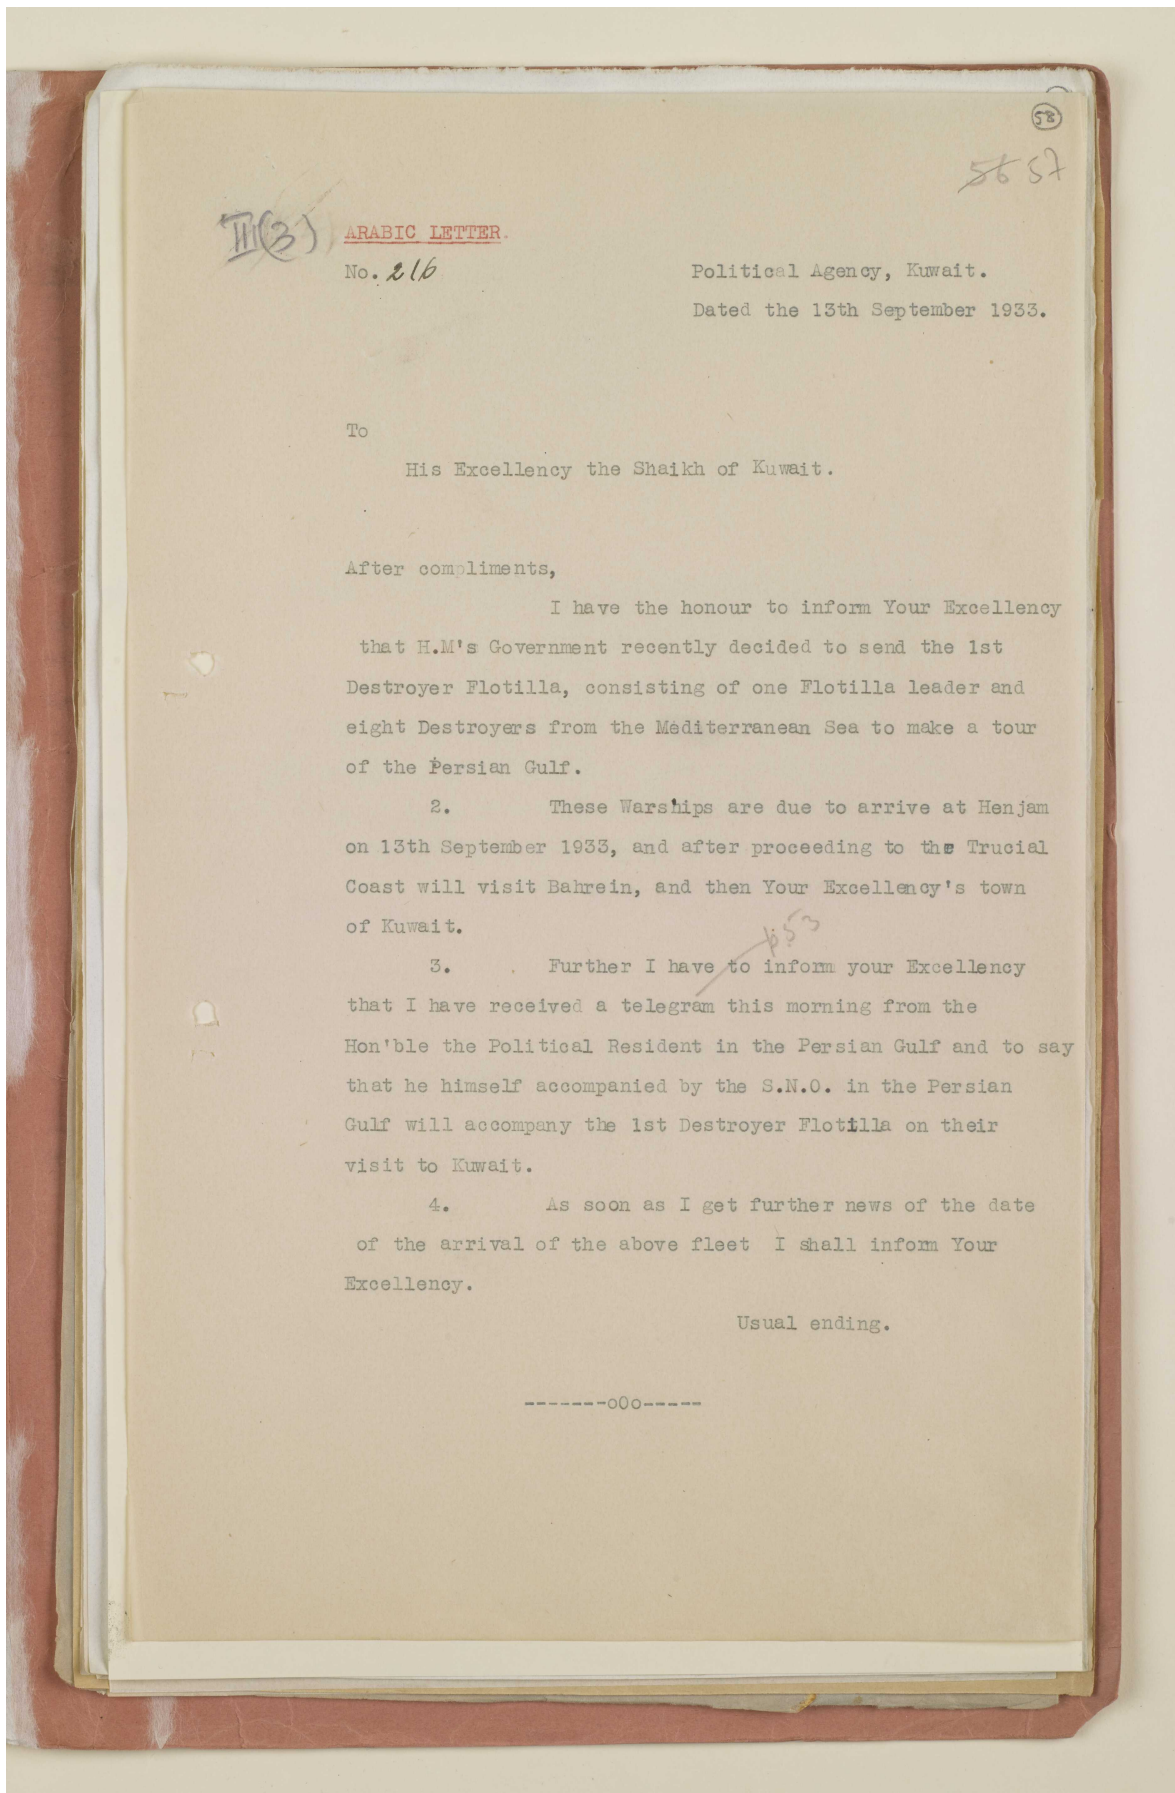 58
56 57
III(3) ARABIC LETTER.
No. 216 Political Agency, Kuwait.
Dated the 13th September 1933.
To
His Excellency the Shaikh of Kuwait.
After compliments,
I have the honour to inform Your Excellency
that H.M's Government recently decided to send the 1st
Destroyer Flotilla, consisting of one Flotilla leader and
eight Destroyers from the Mediterranean Sea to make a tour
of the Persian Gulf.
2. These Warships are due to arrive at Henjam
on 13th September 1933, and after proceeding to the Trucial
Coast will visit Bahrein, and then Your Excellency's town
of Kuwait.
p.53
3. Further I have to inform your Excellency
that I have received a telegram this morning from the
Hon'ble the Political Resident in the Persian Gulf and to say
that he himself accompanied by the S.N.O. in the Persian
Gulf will accompany the 1st Destroyer Flotilla on their
visit to Kuwait.
4. As soon as I get further news of the date
of the arrival of the above fleet I shall inform Your
Excellency.
Usual ending.
-------oOo-----